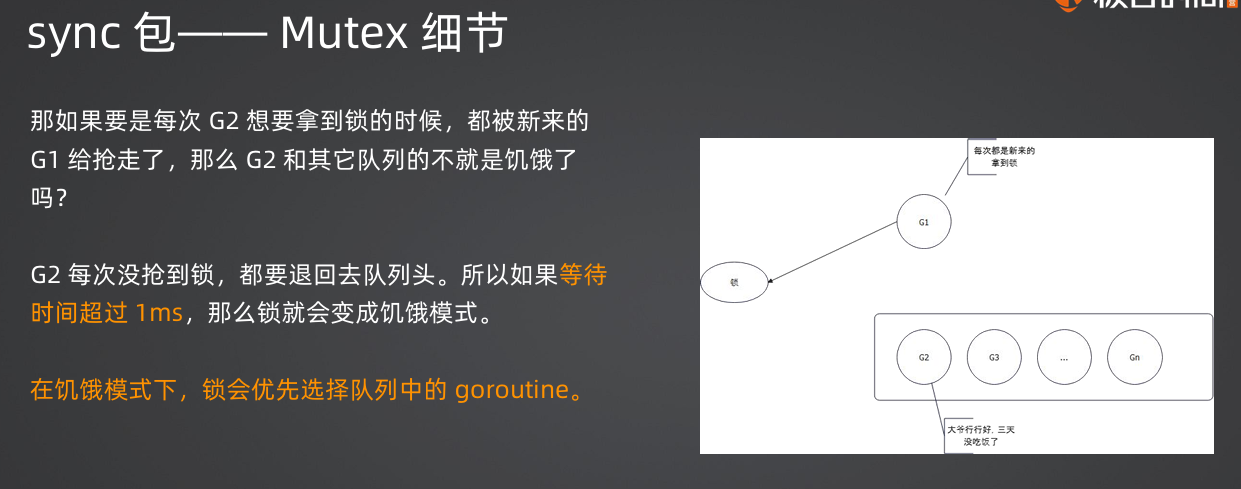 sync 包—— Mutex 细节
那如果要是每次 G2 想要拿到锁的时候，都被新来的
G1 给抢走了，那么 G2 和其它队列的不就是饥饿了
吗？
G2 每次没抢到锁，都要退回去队列头。所以如果等待
时间超过 1ms，那么锁就会变成饥饿模式。
在饥饿模式下，锁会优先选择队列中的 goroutine。
每次都是新来的
拿到锁
G1
锁
G2
G3
...
Gn
大爷行行好, 三天
没吃饭了